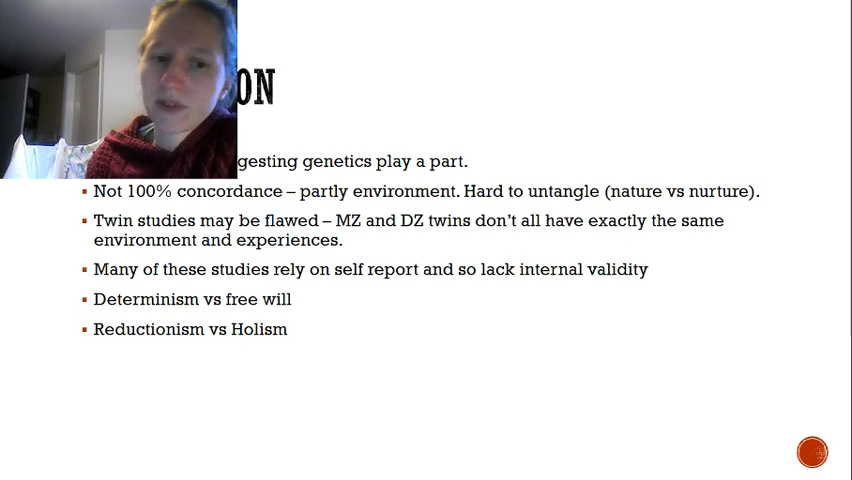 ON
gesting genetics play a part.
Not 100% concordance – partly environment. Hard to untangle (nature vs nurture).
Twin studies may be flawed – MZ and DZ twins don't all have exactly the same
environment and experiences.
Many of these studies rely on self report and so lack internal validity
Determinism vs free will
Reductionism vs Holism